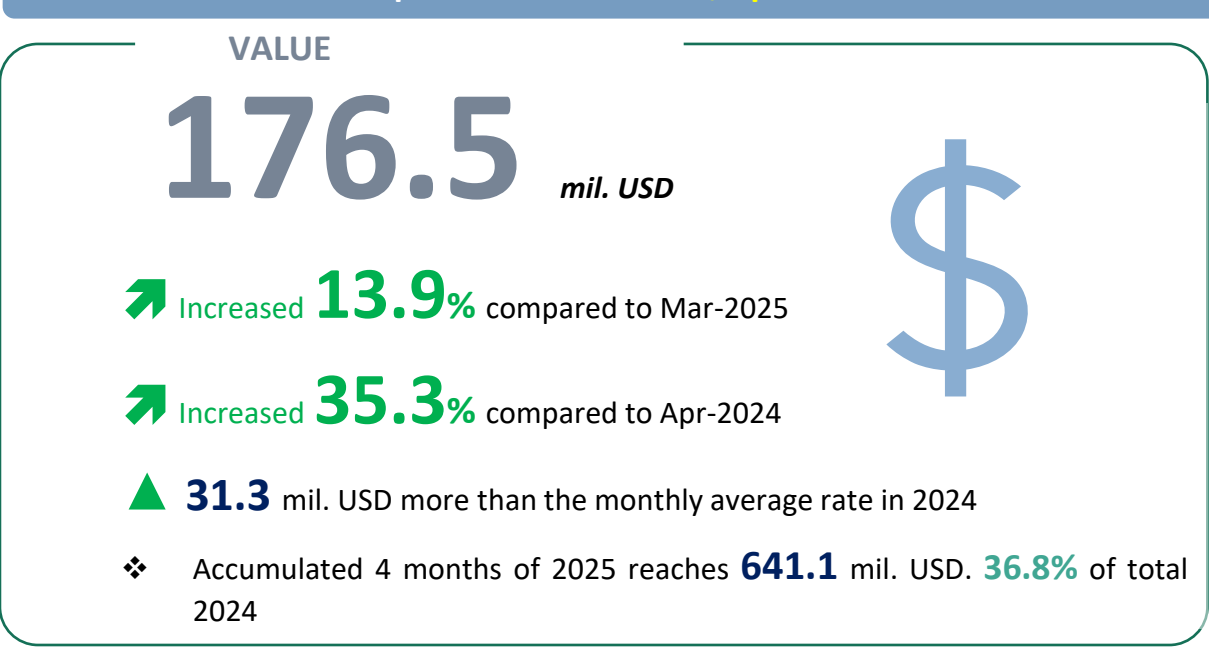 VALUE
176.5 mil. USD
Increased 13.9% compared to Mar-2025
Increased 35.3% compared to Apr-2024
31.3 mil. USD more than the monthly average rate in 2024
❖ Accumulated 4 months of 2025 reaches 641.1 mil. USD. 36.8% of total
2024